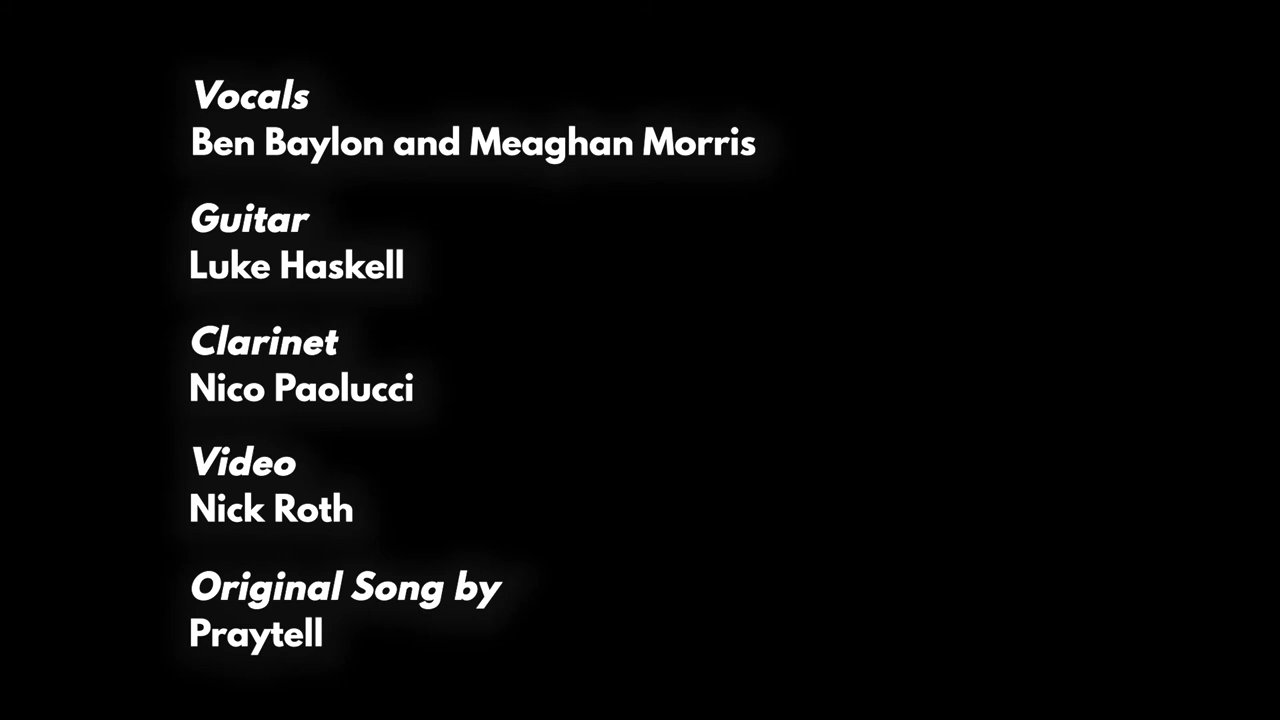 Vocals
Ben Baylon and Meaghan Morris
Guitar
Luke Haskell
Clarinet
Nico Paolucci
Video
Nick Roth
Original Song by
Praytell